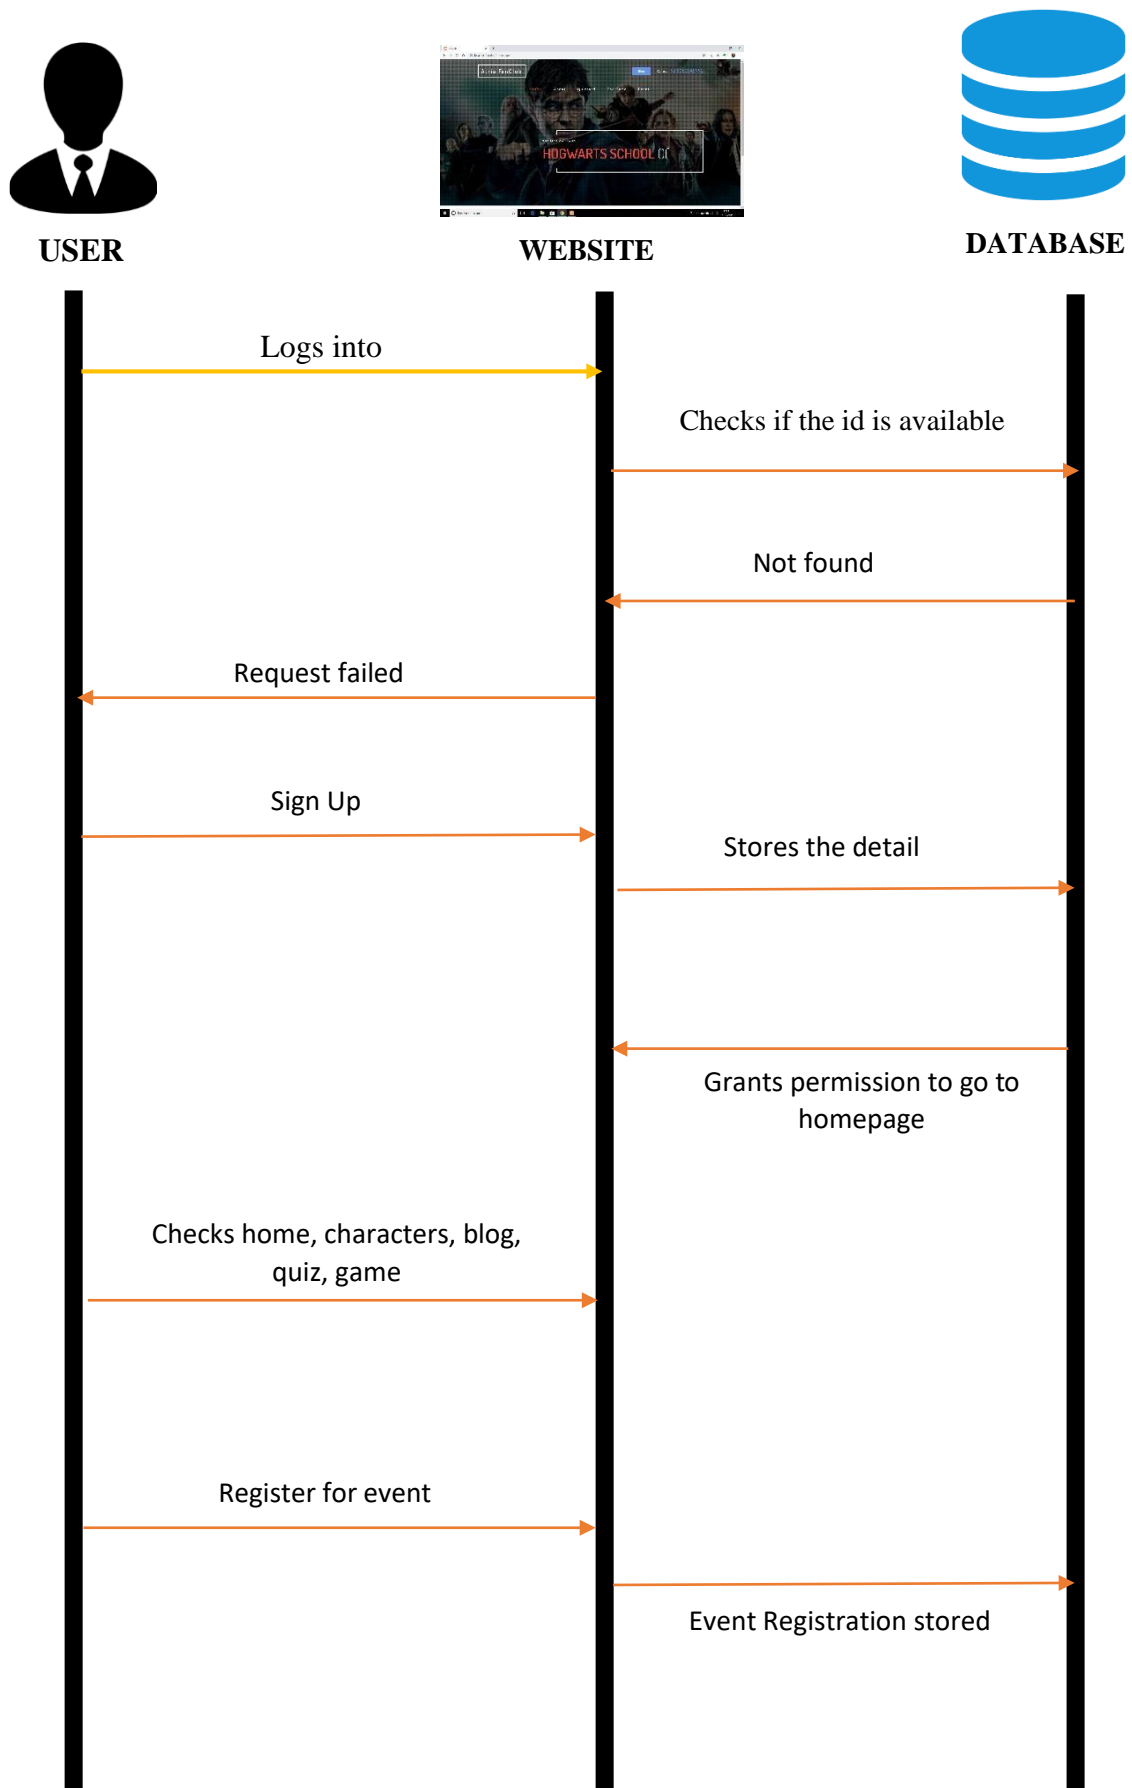 HOGWARTS SCHOOL OF
USER
WEBSITE
DATABASE
Logs into
Checks if the id is available
Not found
Request failed
Sign Up
Stores the detail
Grants permission to go to
homepage
Checks home, characters, blog,
quiz, game
Register for event
Event Registration stored